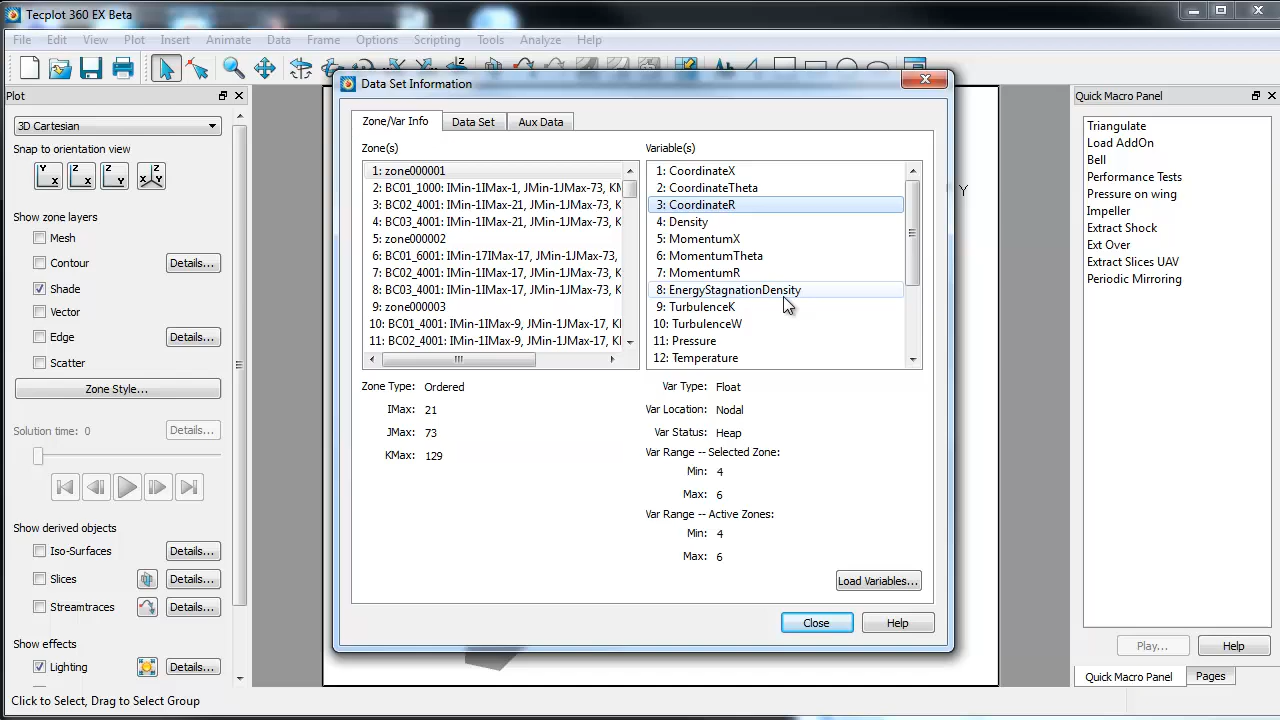 Tecplot 360 EX Beta
File Edit View Plot Insert Animate Data Frame Options Scripting Tools Analyze Help
Plot
3D Cartesian
Snap to orientation view
Show zone layers
Mesh
Contour Details...
Shade
Vector
Edge Details...
Scatter
Zone Style...
Solution time: 0 Details...
Show derived objects
Iso-Surfaces Details...
Slices Details...
Streamtraces Details...
Show effects
Lighting Details...
Click to Select, Drag to Select Group
Data Set Information
Zone/Var Info Data Set Aux Data
Zone(s)
1: zone000001
2: BC01_1000: IMin-1IMax-1, JMin-1JMax-73, KM
3: BC02_4001: IMin-1IMax-21, JMin-1JMax-73, K
4: BC03_4001: IMin-1IMax-21, JMin-1JMax-73, K
5: zone000002
6: BC01_6001: IMin-17IMax-17, JMin-1JMax-73,
7: BC02_4001: IMin-1IMax-17, JMin-1JMax-73, K
8: BC03_4001: IMin-1IMax-17, JMin-1JMax-73, K
9: zone000003
10: BC01_4001: IMin-1IMax-9, JMin-1JMax-17, KI
11: BC02_4001: IMin-1IMax-9, JMin-1JMax-17, KI
Variable(s)
1: CoordinateX
2: CoordinateTheta
3: CoordinateR
4: Density
5: MomentumX
6: MomentumTheta
7: MomentumR
8: EnergyStagnationDensity
9: TurbulenceK
10: TurbulenceW
11: Pressure
12: Temperature
Zone Type: Ordered
IMax: 21
JMax: 73
KMax: 129
Var Type: Float
Var Location: Nodal
Var Status: Heap
Var Range -- Selected Zone:
Min: 4
Max: 6
Var Range -- Active Zones:
Min: 4
Max: 6
Load Variables...
Close Help
Y
Quick Macro Panel
Triangulate
Load AddOn
Bell
Performance Tests
Pressure on wing
Impeller
Extract Shock
Ext Over
Extract Slices UAV
Periodic Mirroring
Play... Help
Quick Macro Panel Pages